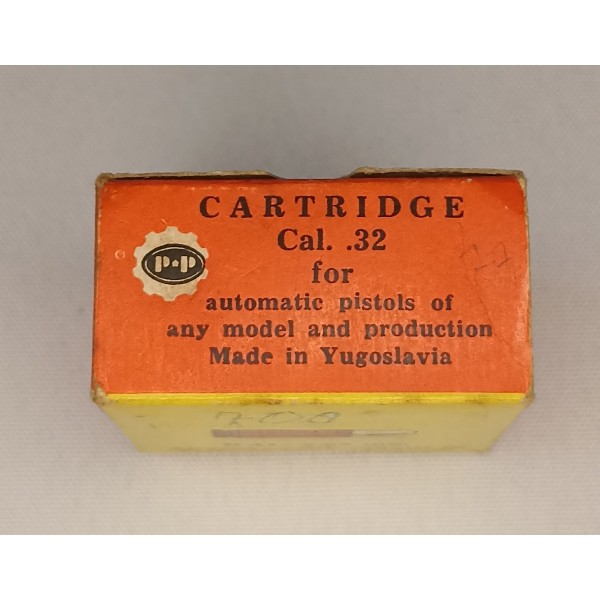 CARTRIDGE
Cal. .32
for
P★P
automatic pistols of
any model and production
Made in Yugoslavia